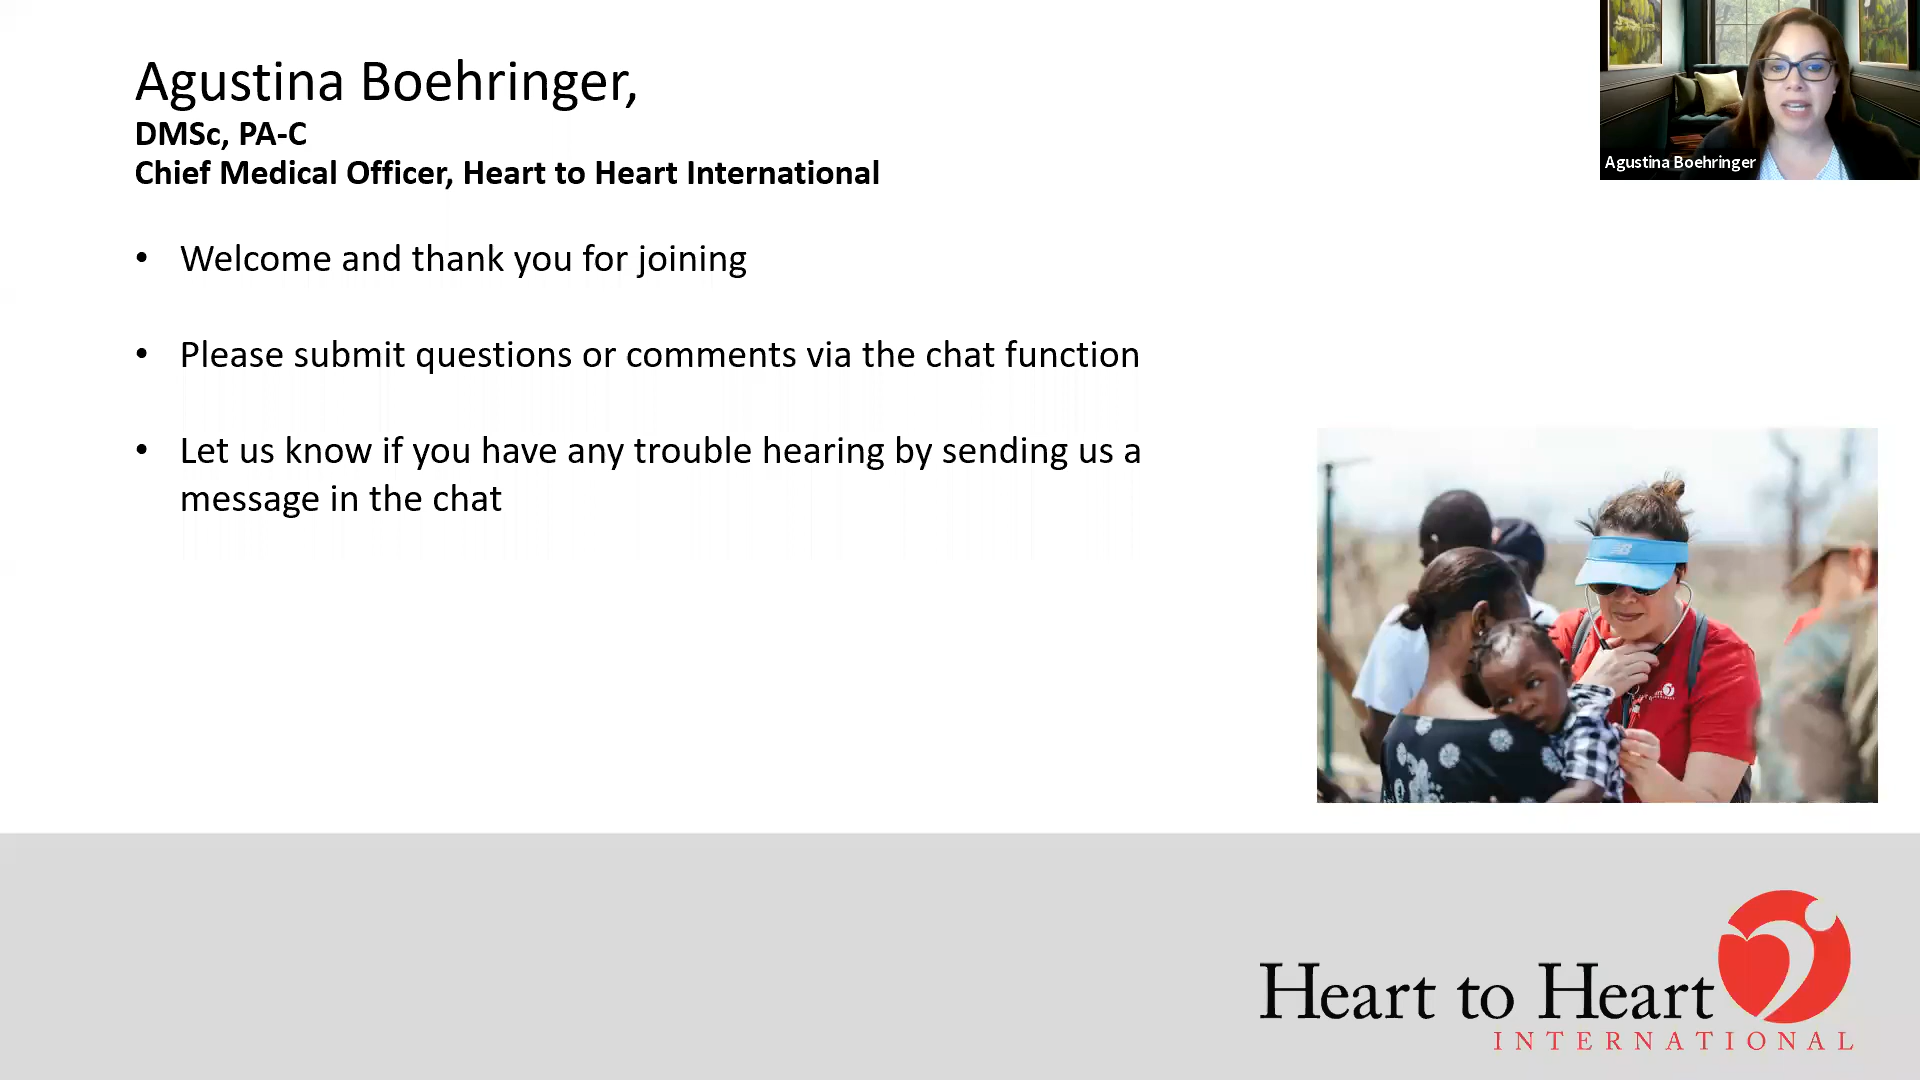 Agustina Boehringer,
DMSc, PA-C
Chief Medical Officer, Heart to Heart International
• Welcome and thank you for joining
• Please submit questions or comments via the chat function
• Let us know if you have any trouble hearing by sending us a
message in the chat
Agustina Boehringer
Heart to Heart
INTERNATIONAL